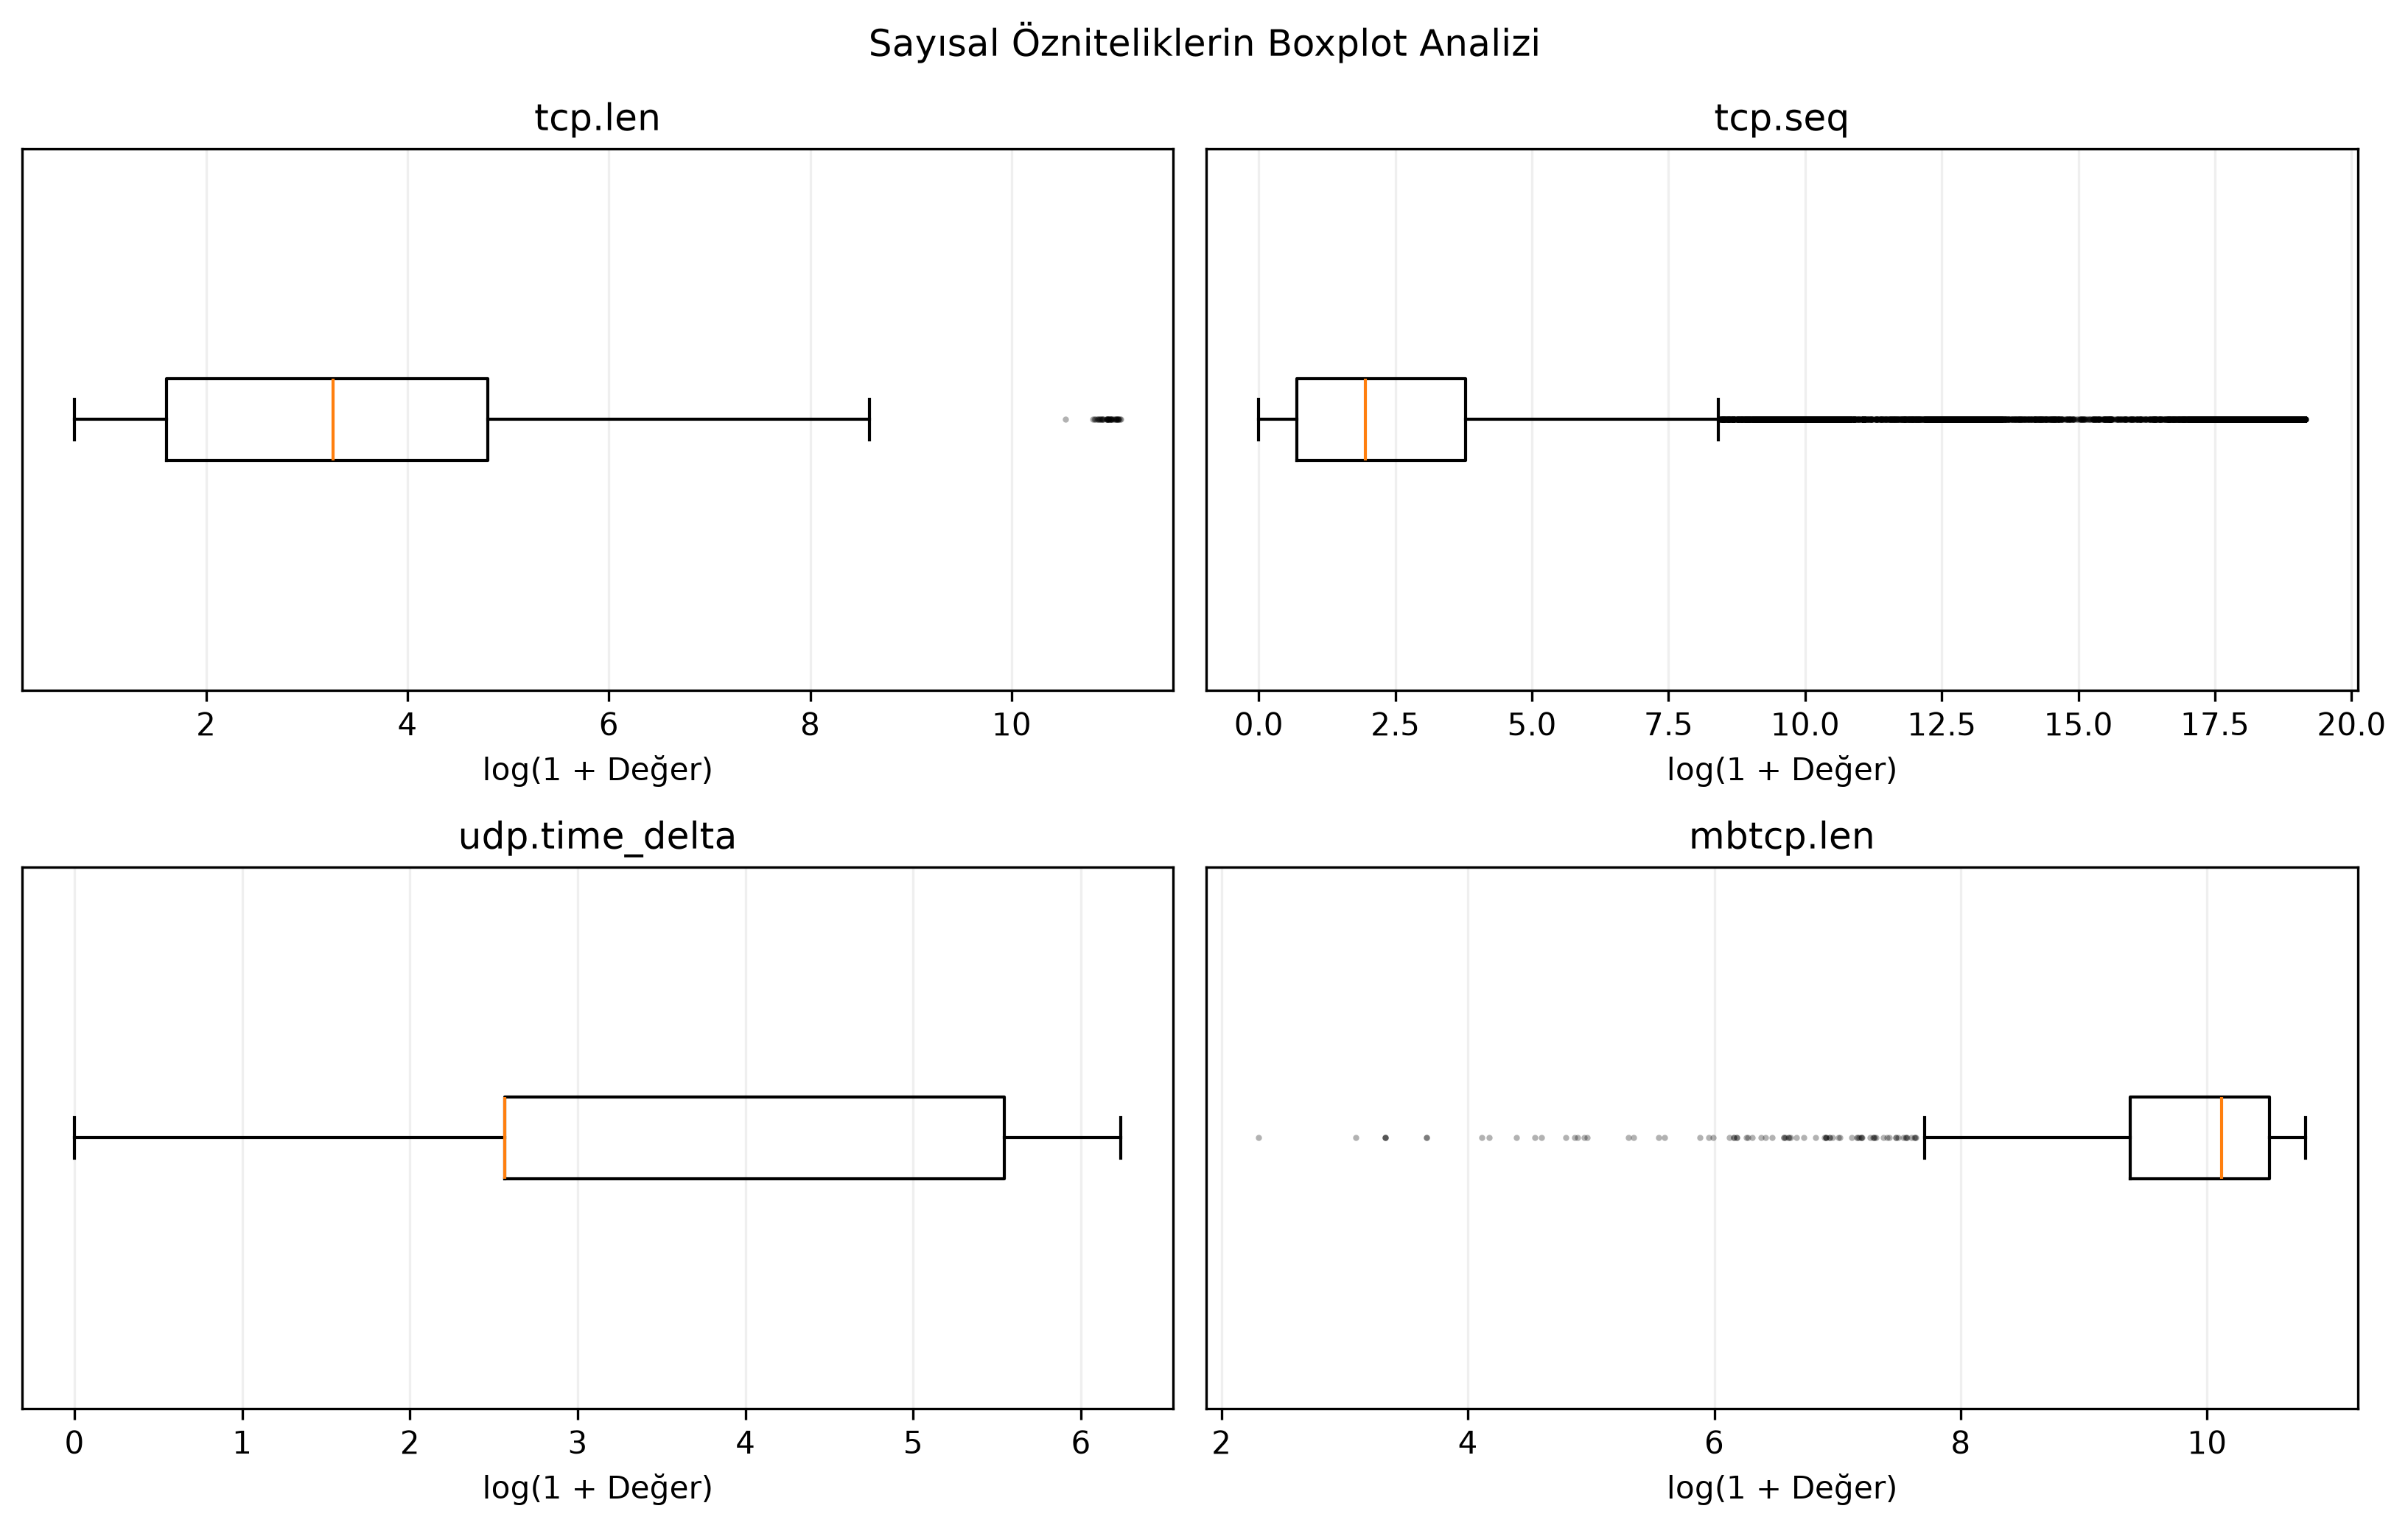 Sayısal Özniteliklerin Boxplot Analizi
tcp.len
2 4 6 8 10
log(1 + Değer)
tcp.seq
0.0 2.5 5.0 7.5 10.0 12.5 15.0 17.5 20.0
log(1 + Değer)
udp.time_delta
0 1 2 3 4 5 6
log(1 + Değer)
mbtcp.len
2 4 6 8 10
log(1 + Değer)